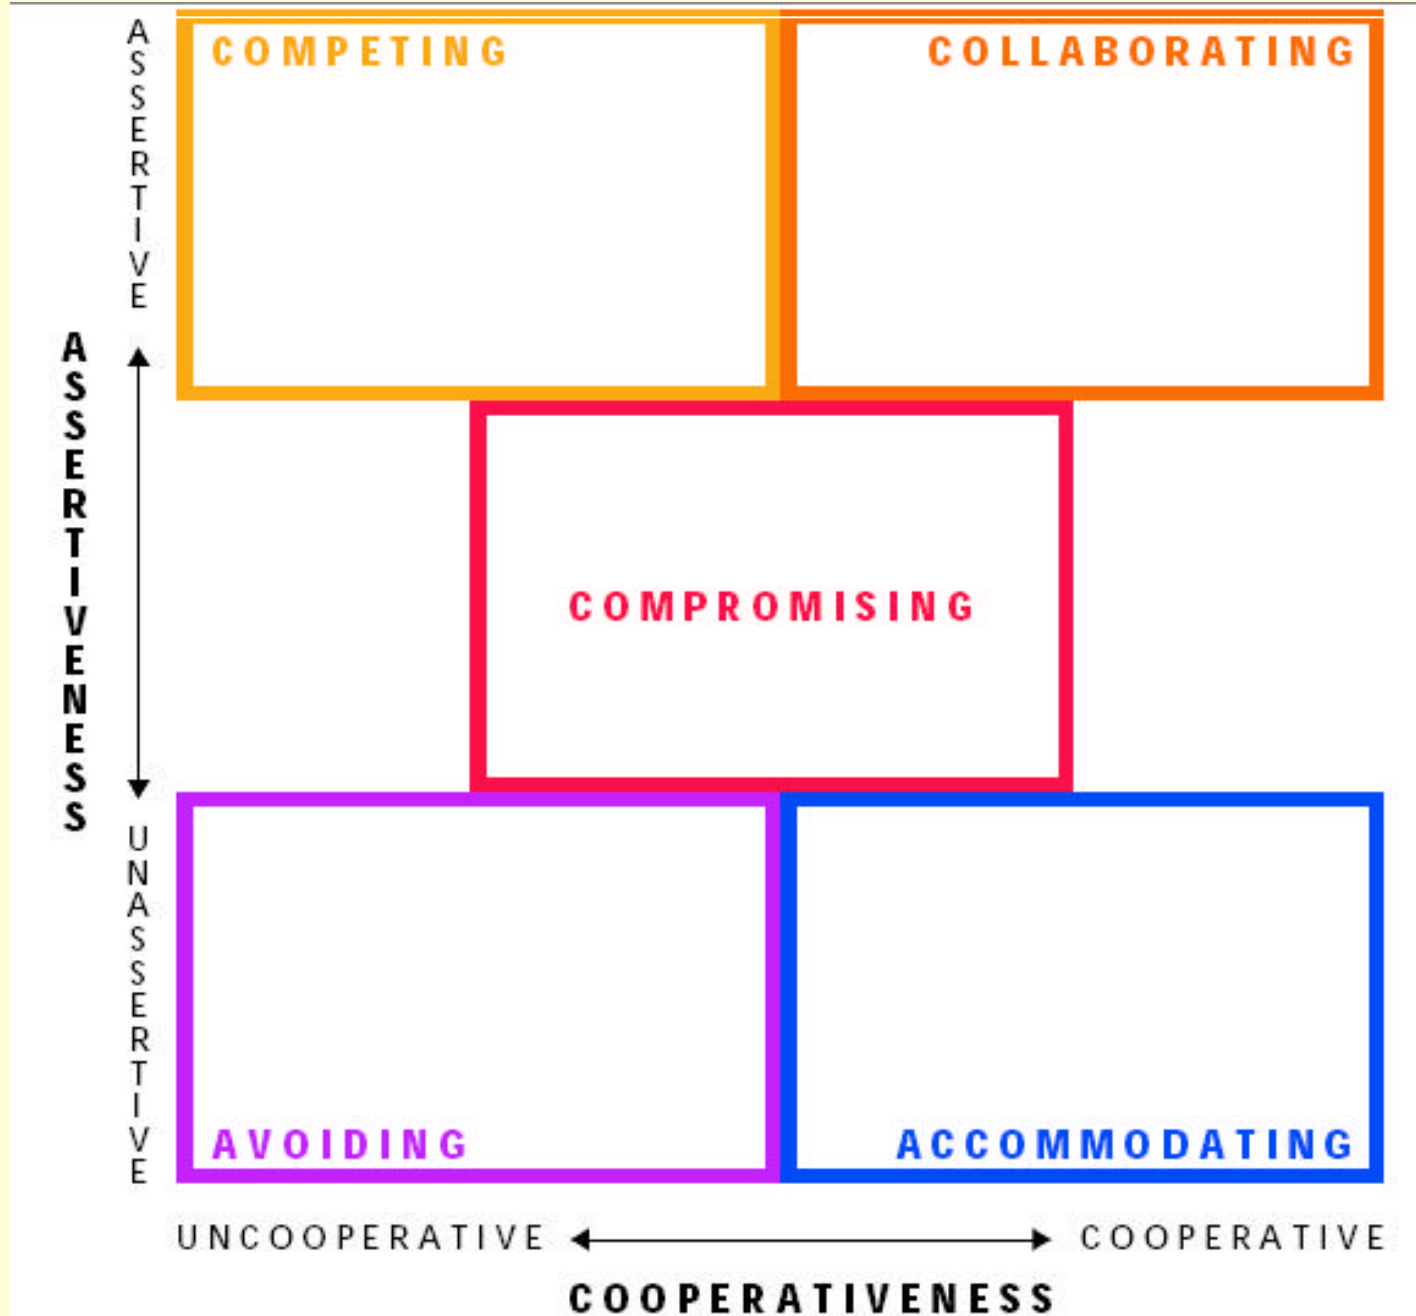 ASSERTIVE
COMPETING
COLLABORATING
ASSERTIVENESS
COMPROMISING
UNASSERTIVE
AVOIDING
ACCOMMODATING
UNCOOPERATIVE
COOPERATIVE
COOPERATIVENESS